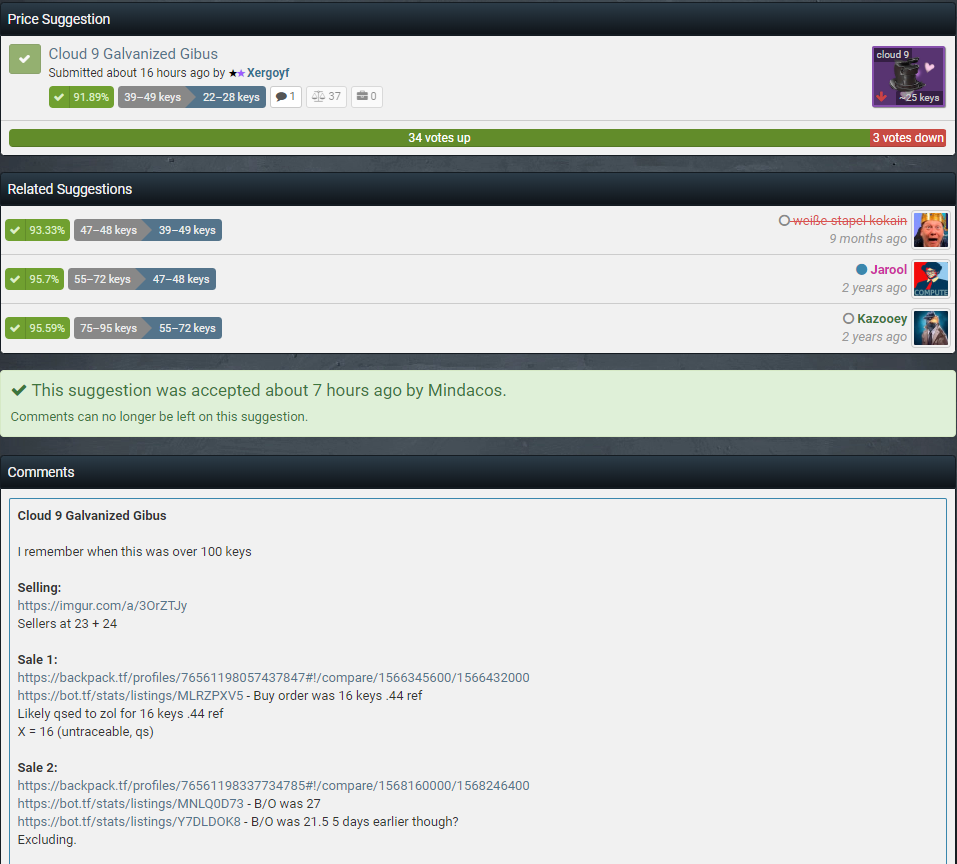 Price Suggestion
Cloud 9 Galvanized Gibus
Submitted about 16 hours ago by ★★ Xergoyf
91.89% 39–49 keys 22–28 keys 1 37 0
cloud 9
~25 keys
34 votes up 3 votes down
Related Suggestions
93.33% 47–48 keys 39–49 keys weiße stapel kokain
9 months ago
95.7% 55–72 keys 47–48 keys Jarool
2 years ago
COMPUTE
95.59% 75–95 keys 55–72 keys Kazooey
2 years ago
This suggestion was accepted about 7 hours ago by Mindacos.
Comments can no longer be left on this suggestion.
Comments
Cloud 9 Galvanized Gibus
I remember when this was over 100 keys
Selling:
https://imgur.com/a/3OrZTJy
Sellers at 23 + 24
Sale 1:
https://backpack.tf/profiles/76561198057437847#!/compare/1566345600/1566432000
https://bot.tf/stats/listings/MLRZPXV5 - Buy order was 16 keys .44 ref
Likely qsed to zol for 16 keys .44 ref
X = 16 (untraceable, qs)
Sale 2:
https://backpack.tf/profiles/76561198337734785#!/compare/1568160000/1568246400
https://bot.tf/stats/listings/MNLQ0D73 - B/O was 27
https://bot.tf/stats/listings/Y7DLDOK8 - B/O was 21.5 5 days earlier though?
Excluding.